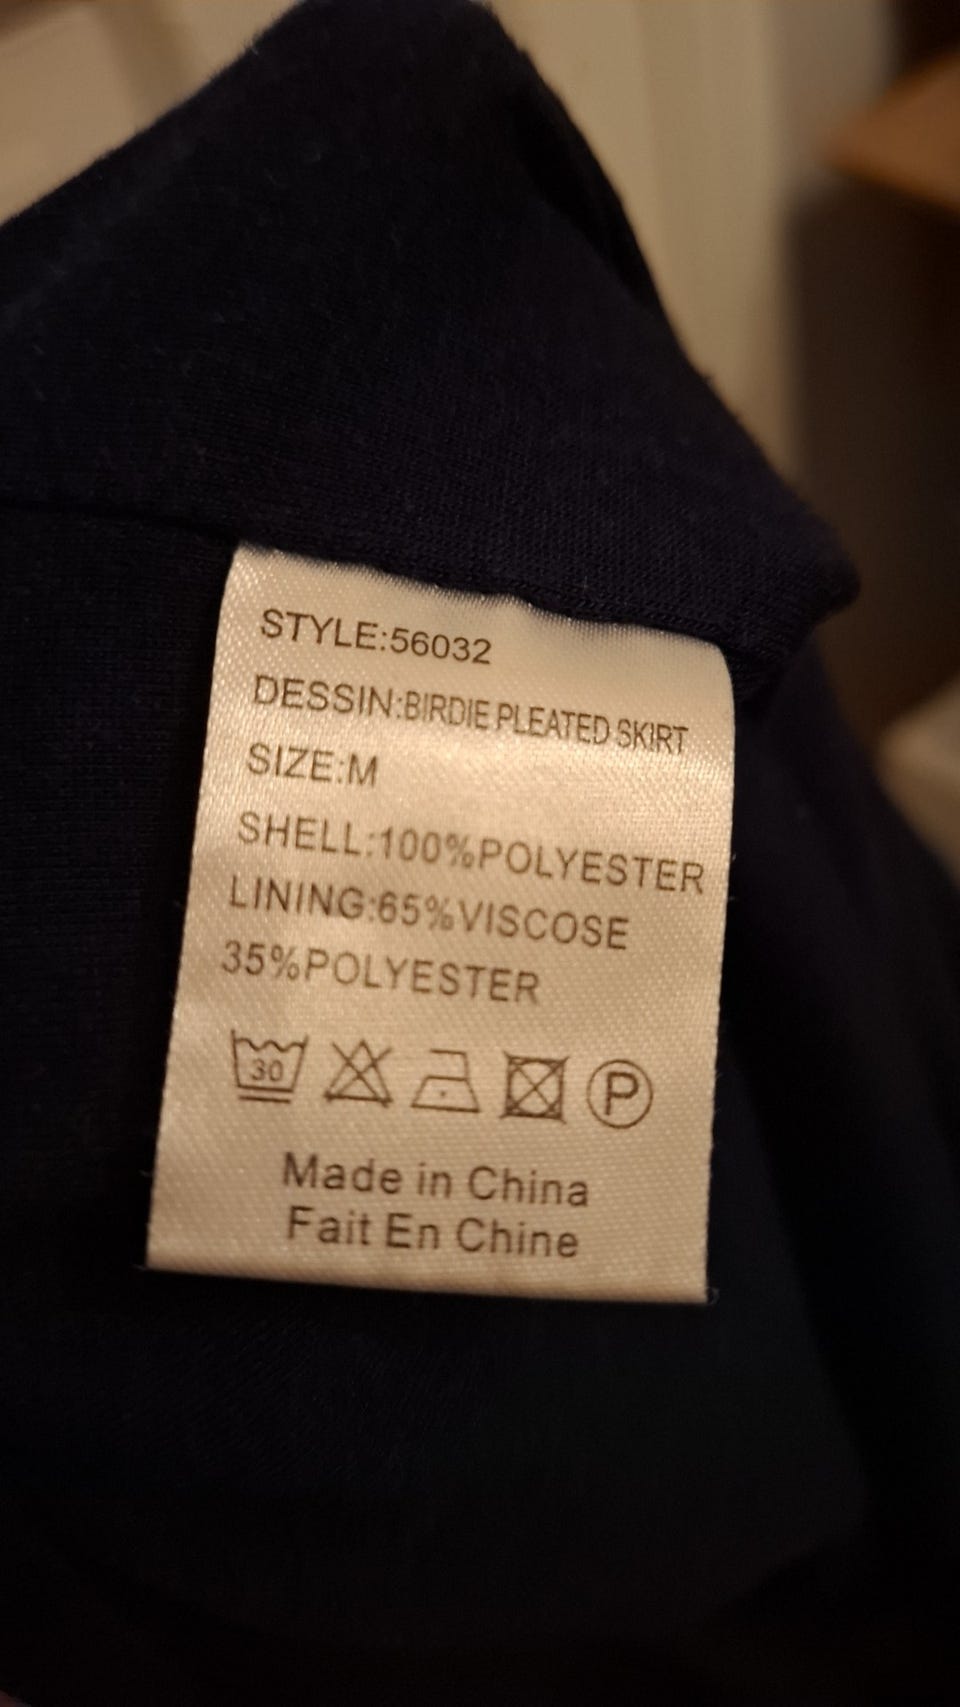 STYLE:56032
DESSIN:BIRDIE PLEATED SKIRT
SIZE:M
SHELL:100%POLYESTER
LINING:65%VISCOSE
35%POLYESTER
30 P
Made in China
Fait En Chine